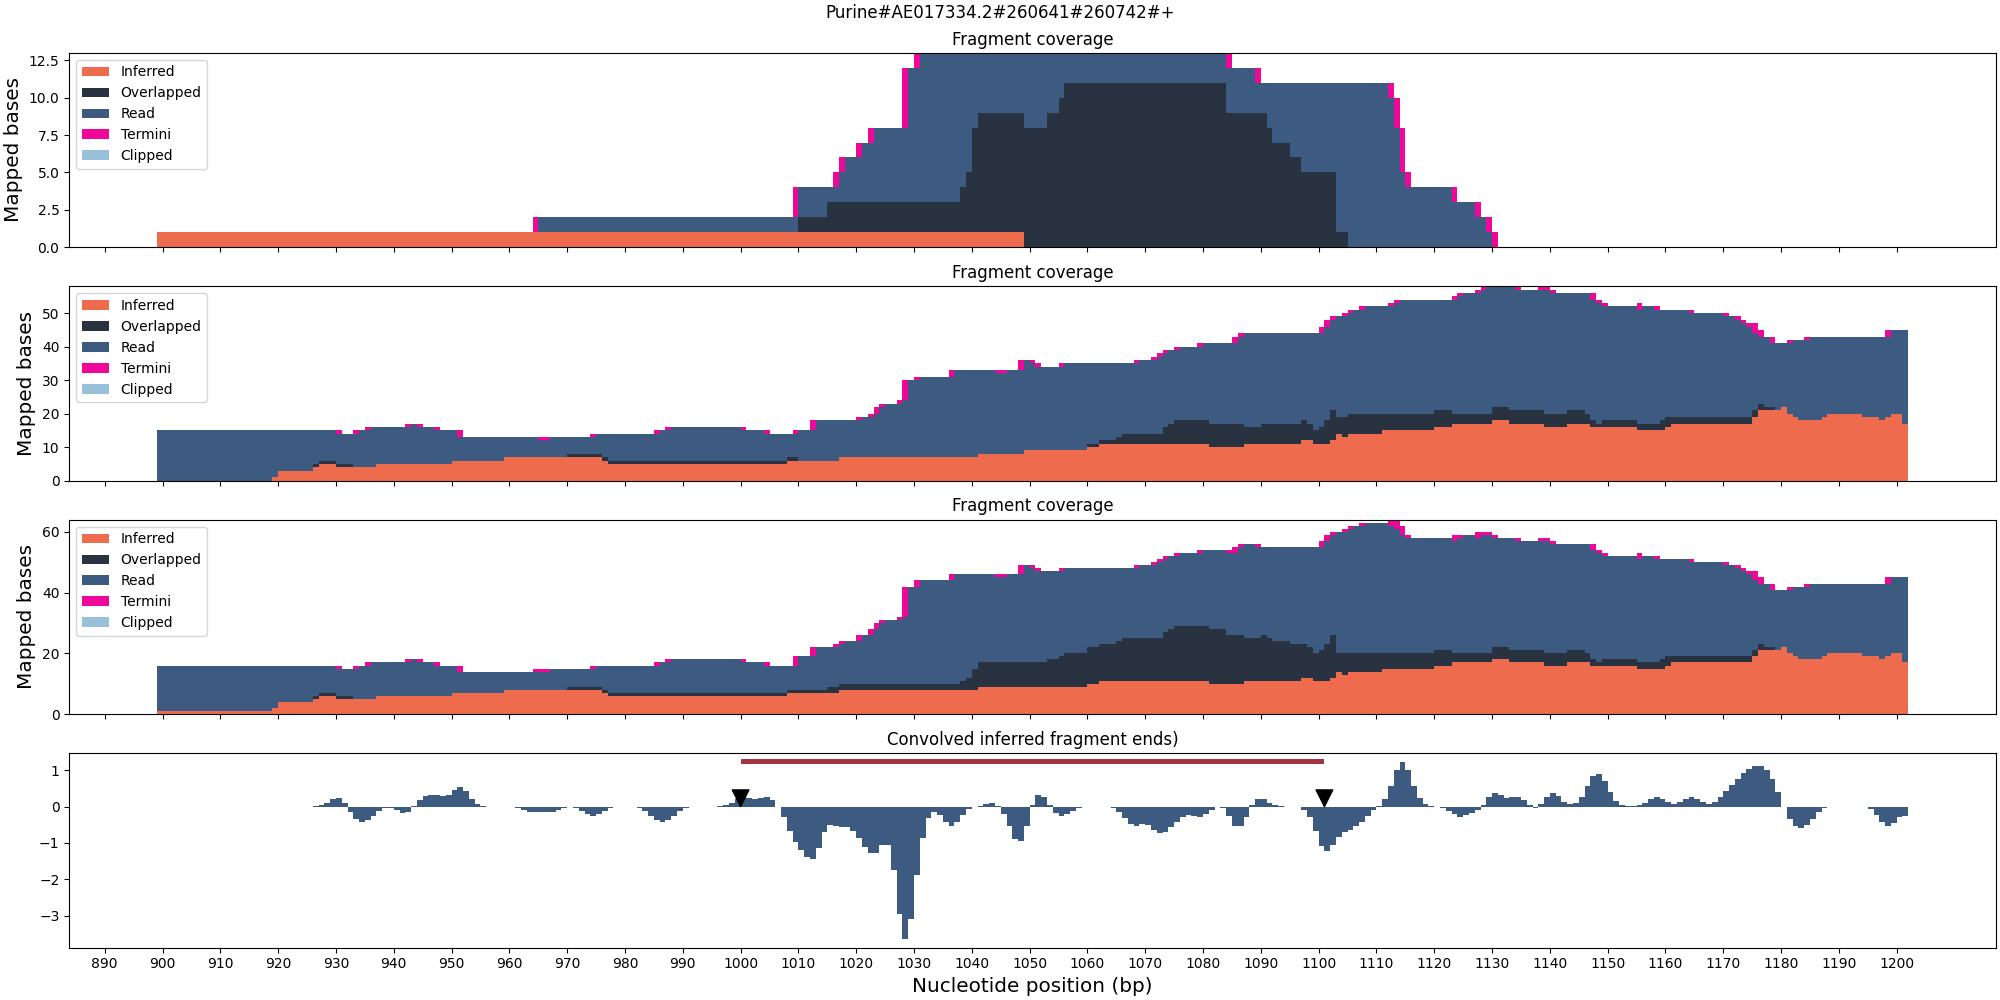 Purine#AE017334.2#260641#260742#+
Fragment coverage
Mapped bases
12.5
10.0
7.5
5.0
2.5
0.0
Inferred
Overlapped
Read
Termini
Clipped
Fragment coverage
Mapped bases
50
40
30
20
10
0
Inferred
Overlapped
Read
Termini
Clipped
Fragment coverage
Mapped bases
60
40
20
0
Inferred
Overlapped
Read
Termini
Clipped
Convolved inferred fragment ends)
1
0
−1
−2
−3
890 900 910 920 930 940 950 960 970 980 990 1000 1010 1020 1030 1040 1050 1060 1070 1080 1090 1100 1110 1120 1130 1140 1150 1160 1170 1180 1190 1200
Nucleotide position (bp)